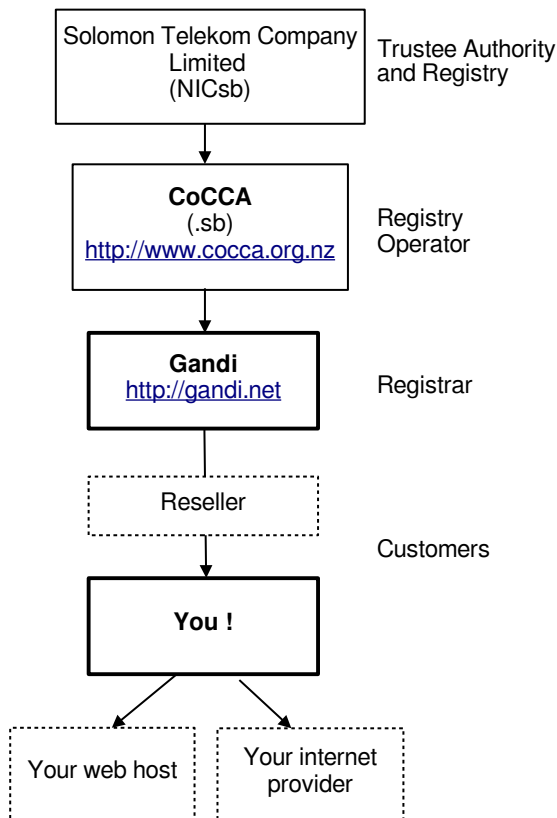 Solomon Telekom Company
Limited
(NICsb)
Trustee Authority
and Registry
CoCCA
(.sb)
http://www.cocca.org.nz
Registry
Operator
Gandi
http://gandi.net
Registrar
Reseller
Customers
You !
Your web host
Your internet
provider